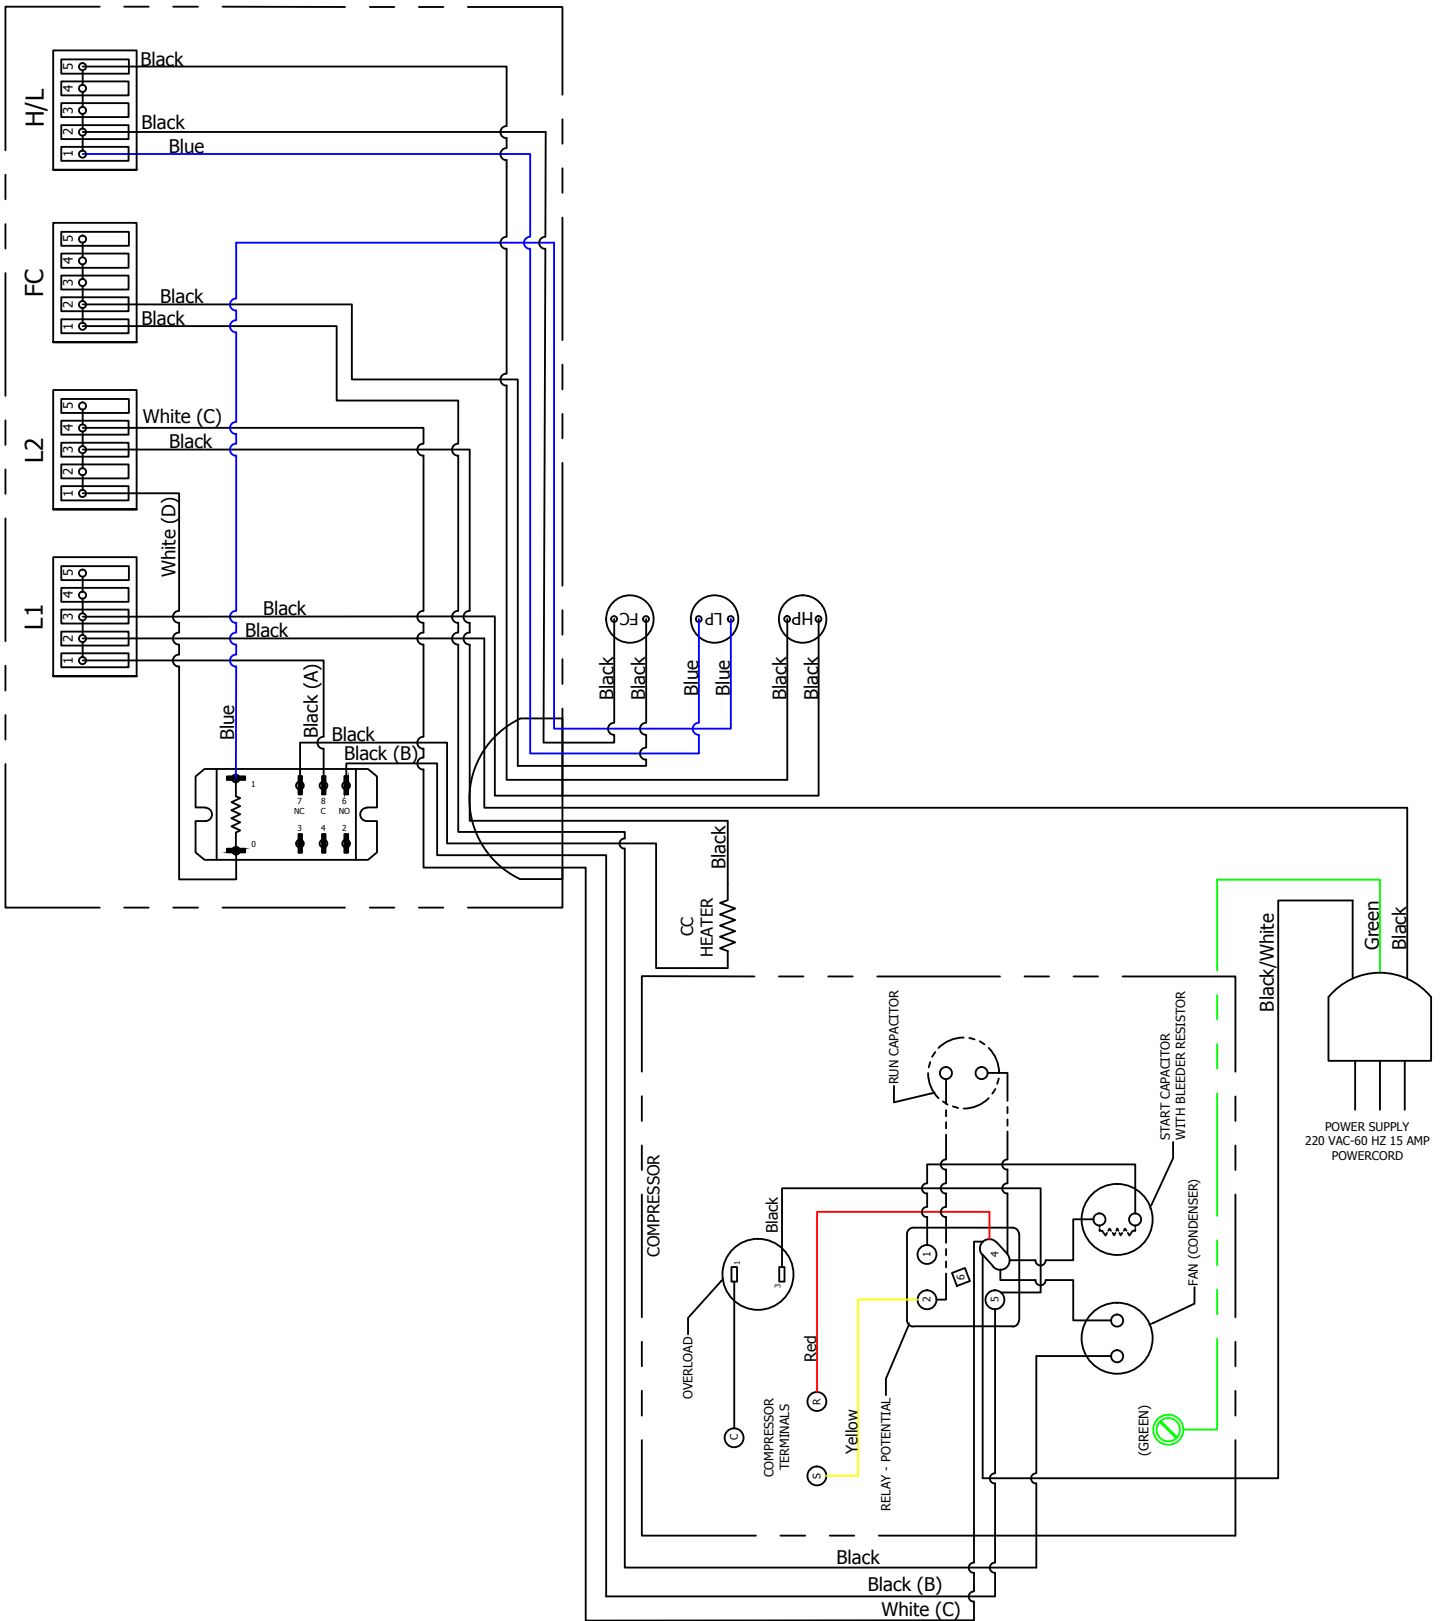 H/L
5
4
3
2
1
Black
Black
Blue
FC
5
4
3
2
1
Black
Black
L2
5
4
3
2
1
White (C)
Black
White (D)
L1
5
4
3
2
1
Black
Black
Black (A)
Blue
Black
Black (B)
1
7
8
6
NC
C
NO
3
4
2
0
FC
LP
HP
Black
Black
Blue
Blue
Black
Black
Black
CC
HEATER
Black/White
Green
Black
POWER SUPPLY
220 VAC-60 HZ 15 AMP
POWERCORD
COMPRESSOR
RUN CAPACITOR
START CAPACITOR
WITH BLEEDER RESISTOR
FAN (CONDENSER)
Black
1
3
OVERLOAD
1
4
6
2
5
Red
Yellow
R
C
S
COMPRESSOR
TERMINALS
RELAY - POTENTIAL
(GREEN)
Black
Black (B)
White (C)